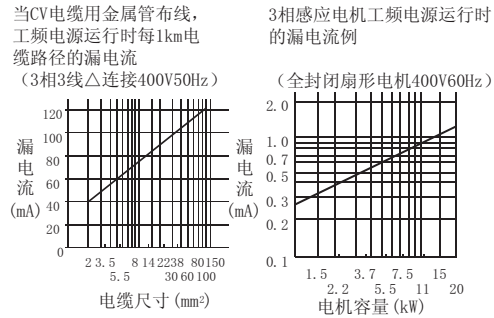 当CV电缆用金属管布线，
工频电源运行时每1km电
缆路径的漏电流
（3相3线△连接400V50Hz）
漏电流
(mA)
120
100
80
60
40
20
0
2 3.5 8 14 22 38 80 150
5.5 30 60 100
电缆尺寸(mm²)
3相感应电机工频电源运行时
的漏电流例
（全封闭扇形电机400V60Hz）
漏电流
(mA)
2.0
1.0
0.7
0.5
0.3
0.2
0.1
1.5 3.7 7.5 15
2.2 5.5 11 20
电机容量(kW)